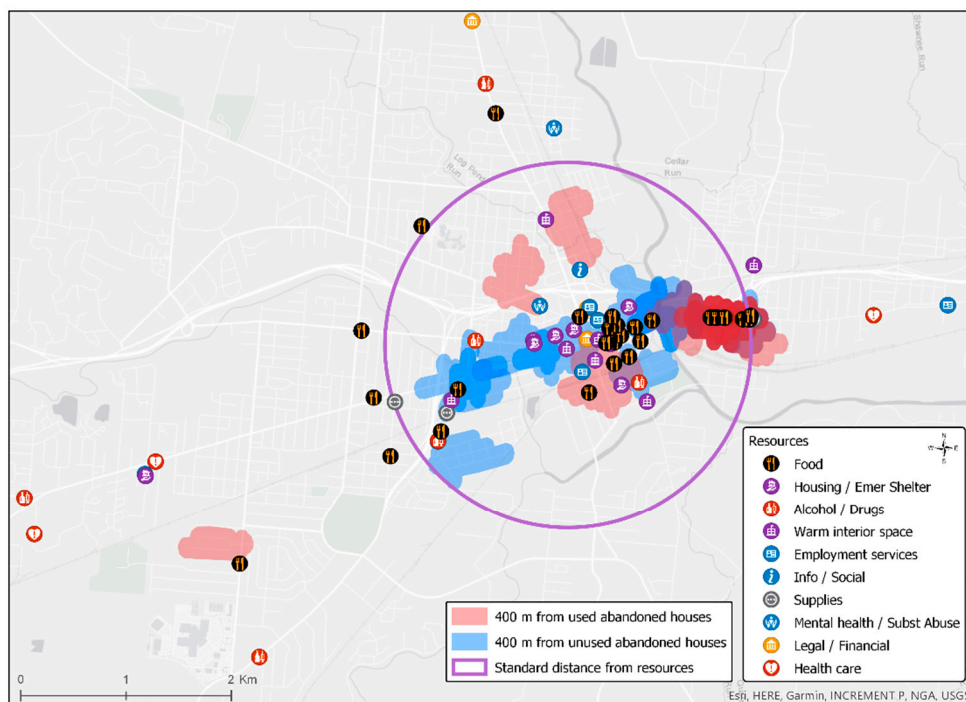 Shawnee Run
Log Pond Run
Cellar Run
Resources
N
W E
S
Food
Housing / Emer Shelter
Alcohol / Drugs
Warm interior space
Employment services
Info / Social
Supplies
Mental health / Subst Abuse
Legal / Financial
Health care
400 m from used abandoned houses
400 m from unused abandoned houses
Standard distance from resources
0 1 2 Km
Esri, HERE, Garmin, INCREMENT P, NGA, USGS